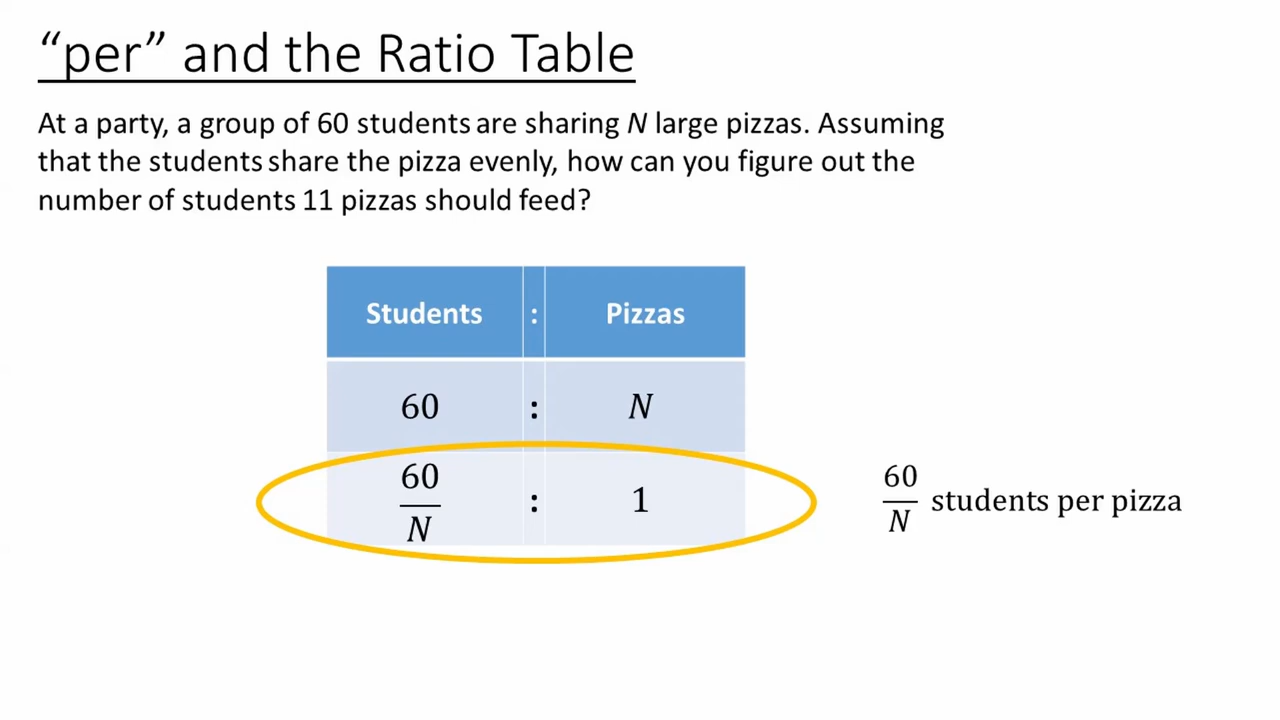 “per” and the Ratio Table
At a party, a group of 60 students are sharing N large pizzas. Assuming
that the students share the pizza evenly, how can you figure out the
number of students 11 pizzas should feed?
Students : Pizzas
60 : N
60/N : 1
60/N students per pizza